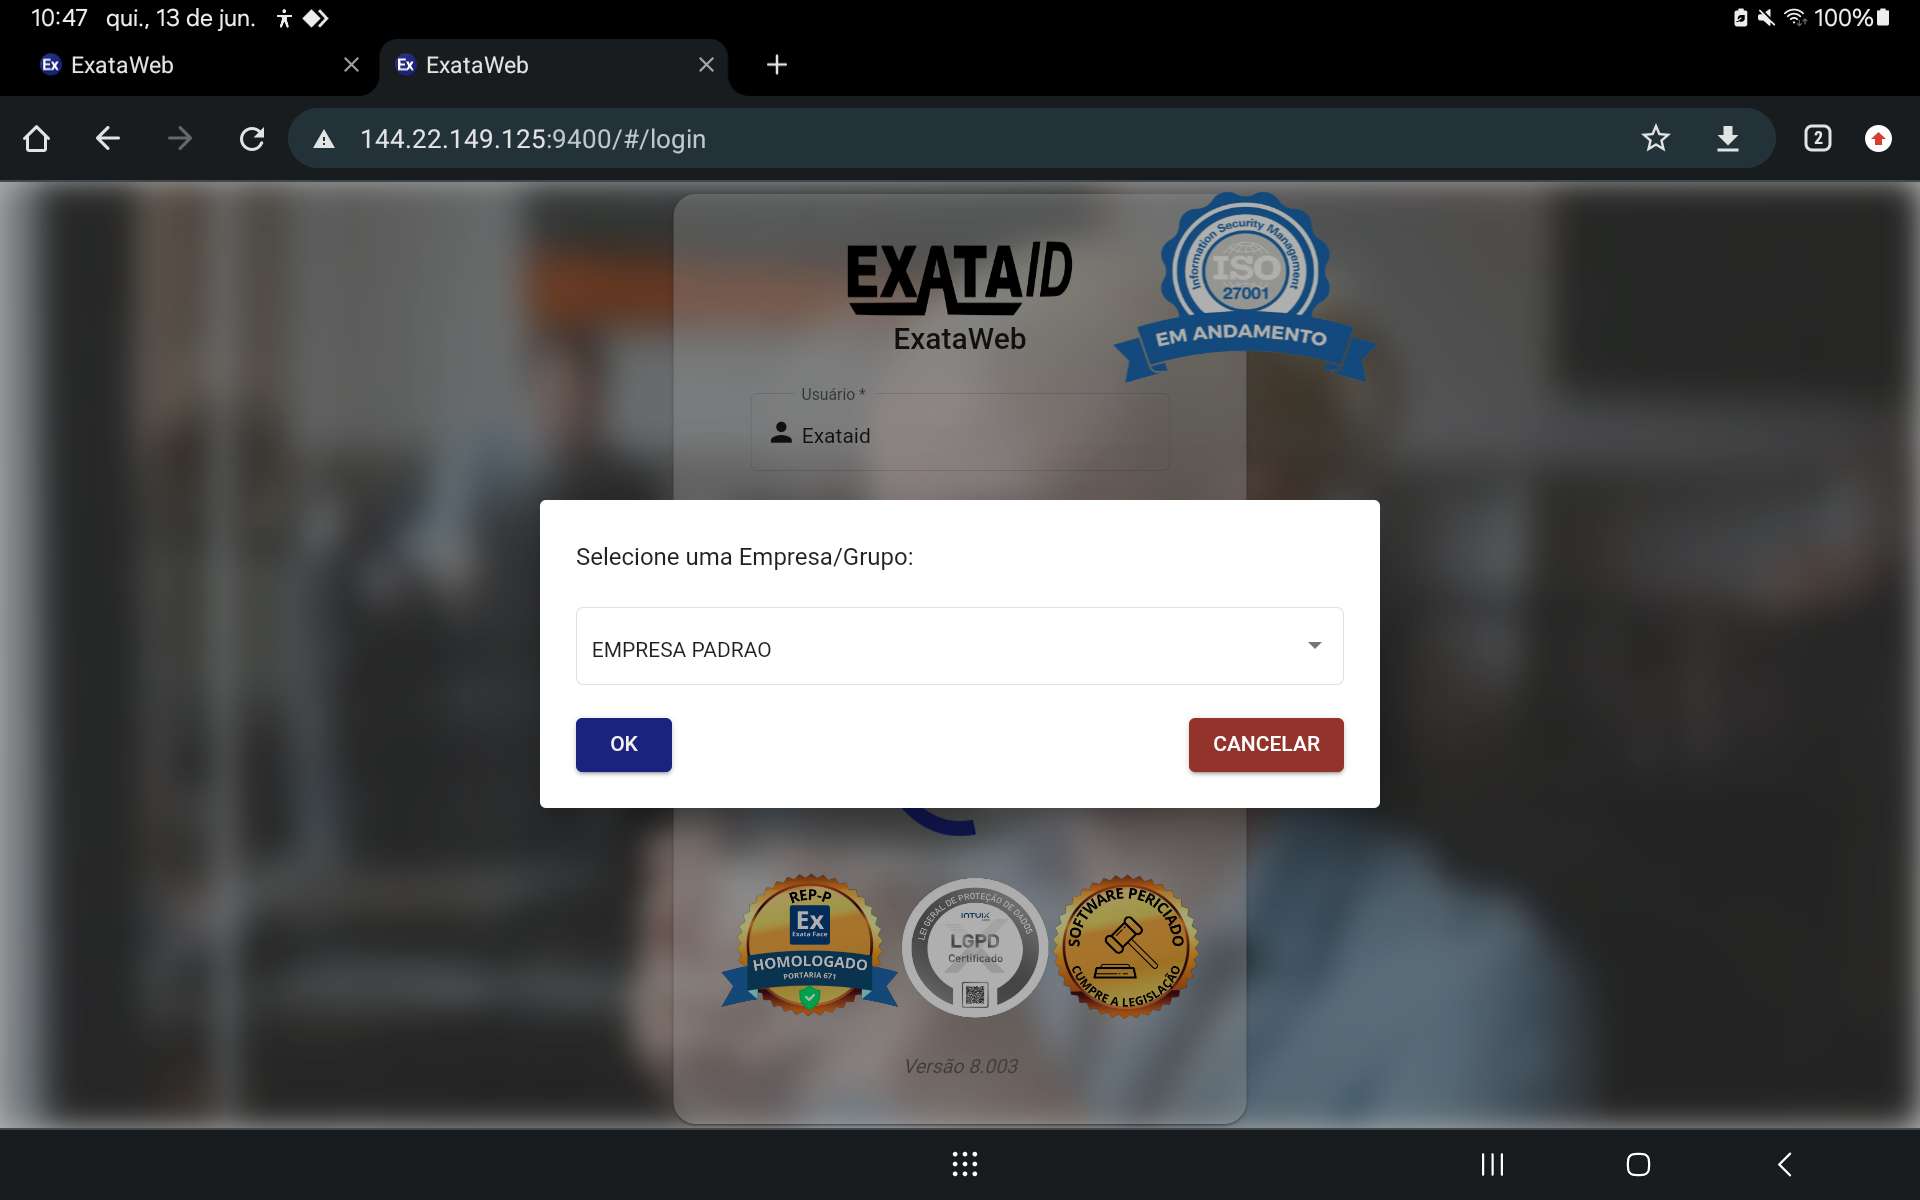 10:47 qui., 13 de jun. 100%
Ex ExataWeb
Ex ExataWeb
144.22.149.125:9400/#/login
2
EXATAID
ExataWeb
Information Security Management
ISO
27001
EM ANDAMENTO
Usuário *
Exataid
Selecione uma Empresa/Grupo:
EMPRESA PADRAO
OK
CANCELAR
REP-P
Ex
Exata Face
HOMOLOGADO
PORTARIA 671
LEI GERAL DE PROTEÇÃO DE DADOS
INTUIX
LGPD
Certificado
SOFTWARE PERICIADO
CUMPRE A LEGISLAÇÃO
Versão 8.003